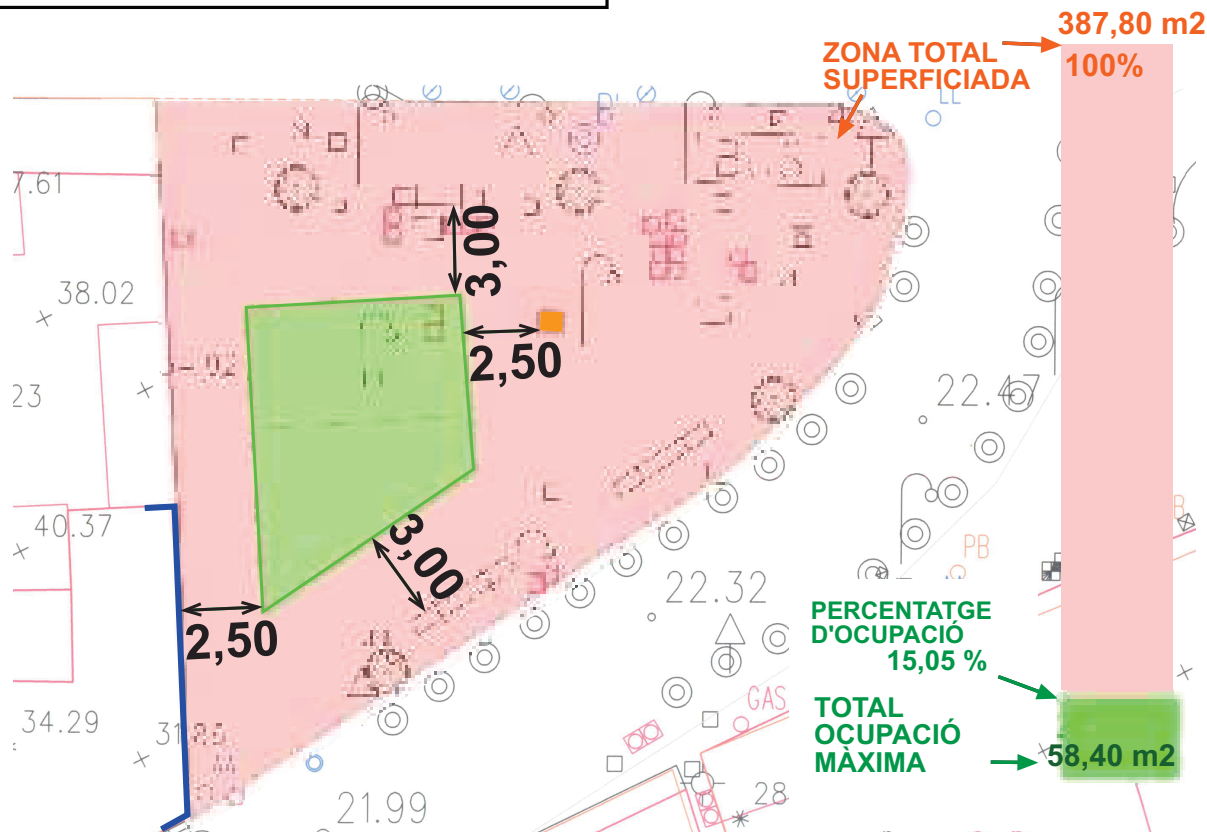 387,80 m2
ZONA TOTAL
SUPERFICIADA
100%
LL
7.61
38.02
3,00
2,50
23
22.47
40.37
3,00
22.32
PB
2,50
PERCENTATGE
D'OCUPACIÓ
15,05 %
GAS
34.29
TOTAL
OCUPACIÓ
MÀXIMA
58,40 m2
21.99
28